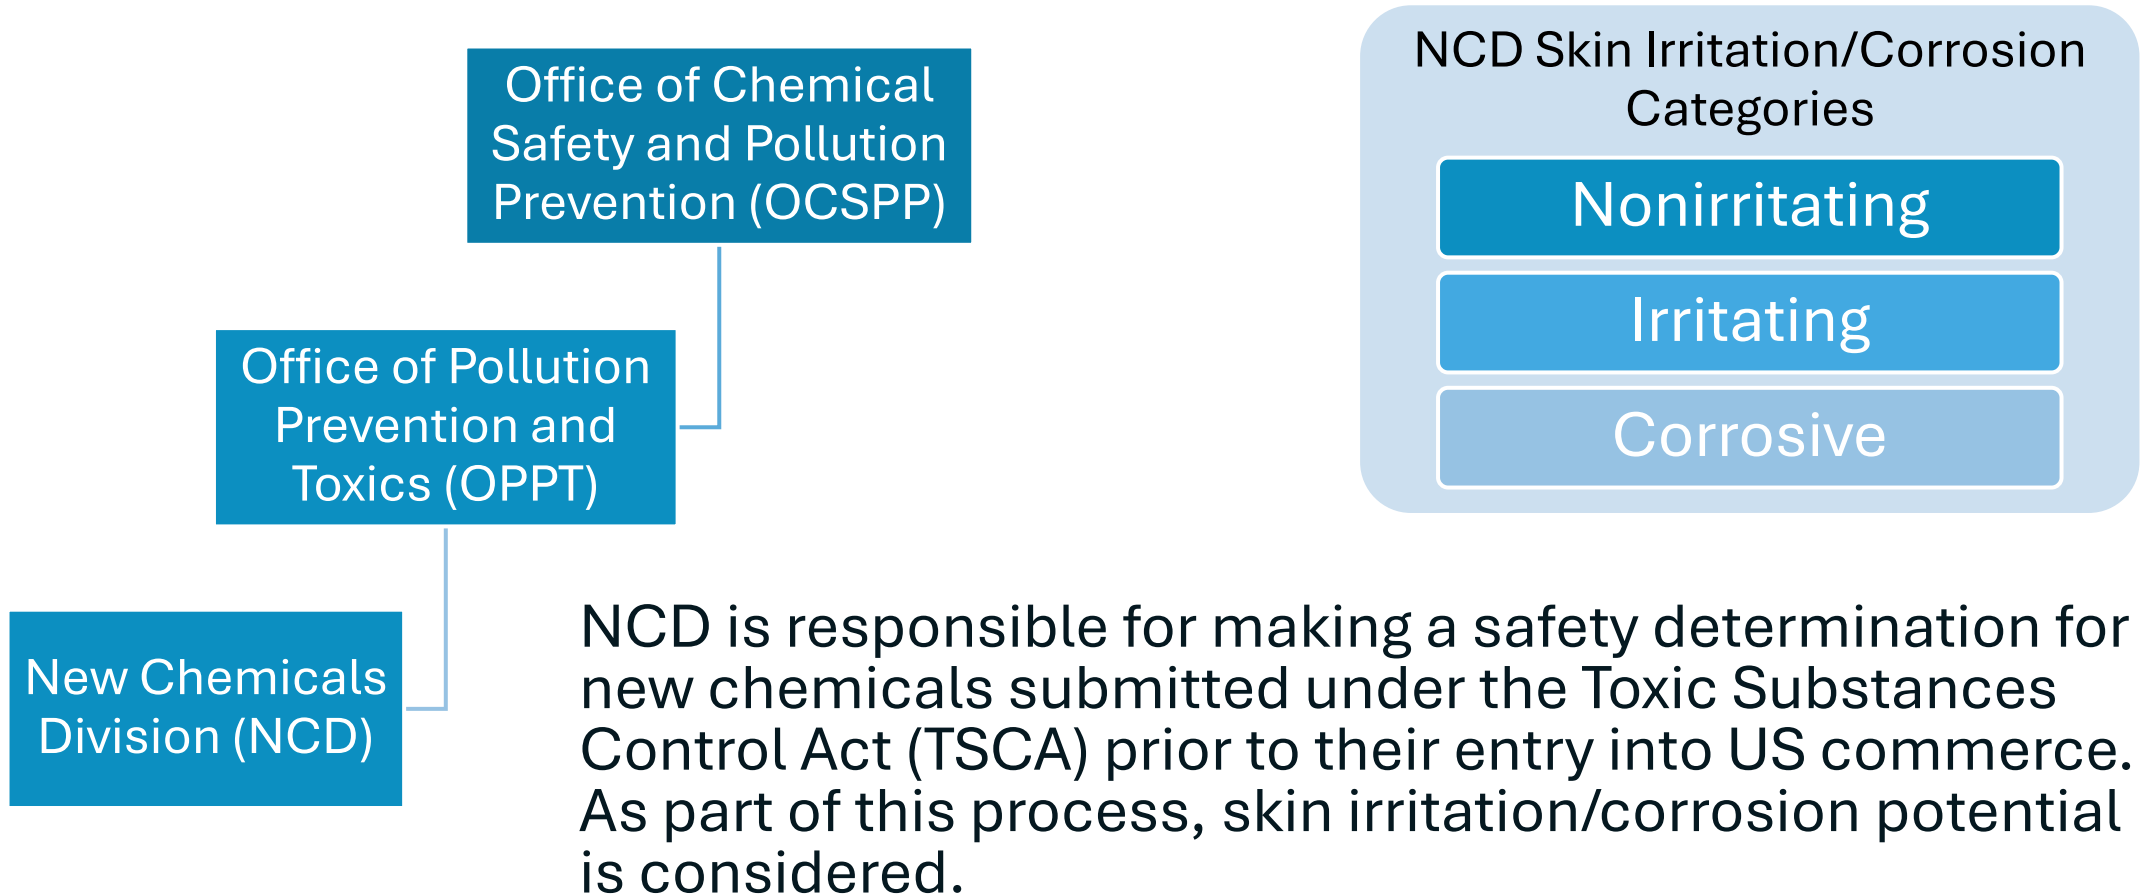 Office of Chemical
Safety and Pollution
Prevention (OCSPP)
Office of Pollution
Prevention and
Toxics (OPPT)
New Chemicals
Division (NCD)
NCD Skin Irritation/Corrosion
Categories
Nonirritating
Irritating
Corrosive
NCD is responsible for making a safety determination for
new chemicals submitted under the Toxic Substances
Control Act (TSCA) prior to their entry into US commerce.
As part of this process, skin irritation/corrosion potential
is considered.